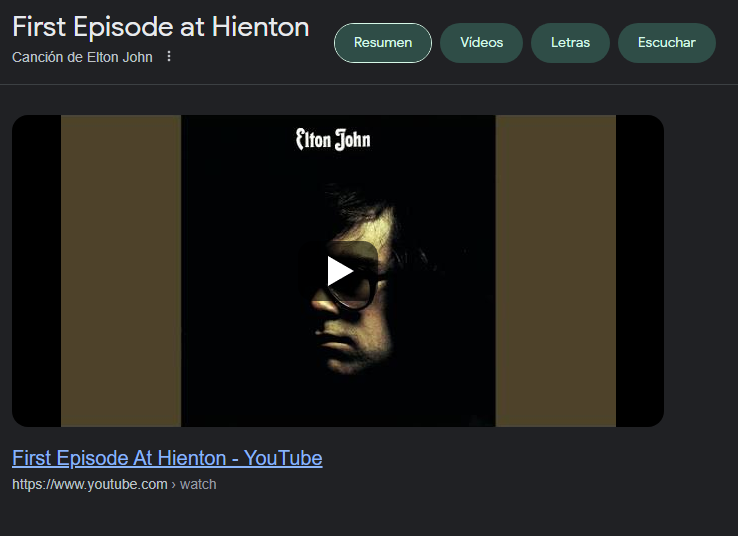 First Episode at Hienton
Canción de Elton John
Resumen
Vídeos
Letras
Escuchar
Elton John
First Episode At Hienton - YouTube
https://www.youtube.com › watch